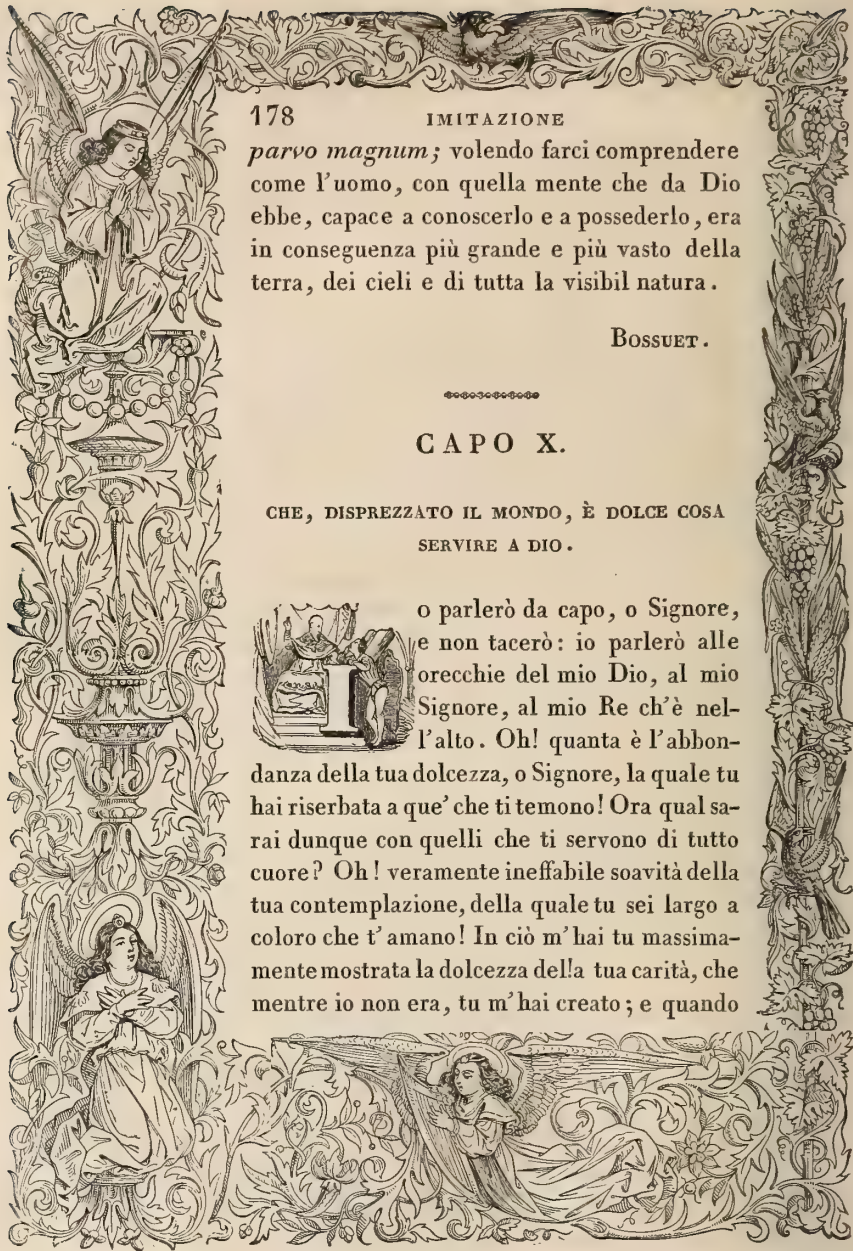 178 IMITAZIONE
parvo magnum; volendo farci comprendere
come l'uomo, con quella mente che da Dio
ebbe, capace a conoscerlo e a possederlo, era
in conseguenza più grande e più vasto della
terra, dei cieli e di tutta la visibil natura.
BOSSUET.
CAPO X.
CHE, DISPREZZATO IL MONDO, È DOLCE COSA
SERVIRE A DIO.
Io parlerò da capo, o Signore,
e non tacerò: io parlerò alle
orecchie del mio Dio, al mio
Signore, al mio Re ch'è nel-
l'alto. Oh! quanta è l'abbon-
danza della tua dolcezza, o Signore, la quale tu
hai riserbata a que' che ti temono! Ora qual sa-
rai dunque con quelli che ti servono di tutto
cuore? Oh! veramente ineffabile soavità della
tua contemplazione, della quale tu sei largo a
coloro che t'amano! In ciò m'hai tu massima-
mente mostrata la dolcezza della tua carità, che
mentre io non era, tu m'hai creato; e quando